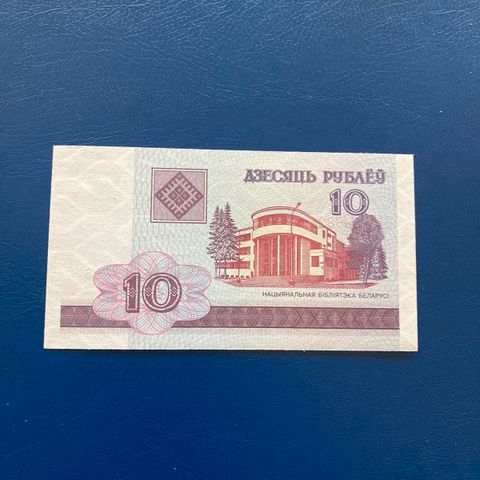 ДЗЕСЯЦЬ РУБЛЁЎ
10
НАЦЫЯНАЛЬНАЯ БІБЛІЯТЭКА БЕЛАРУСІ
10